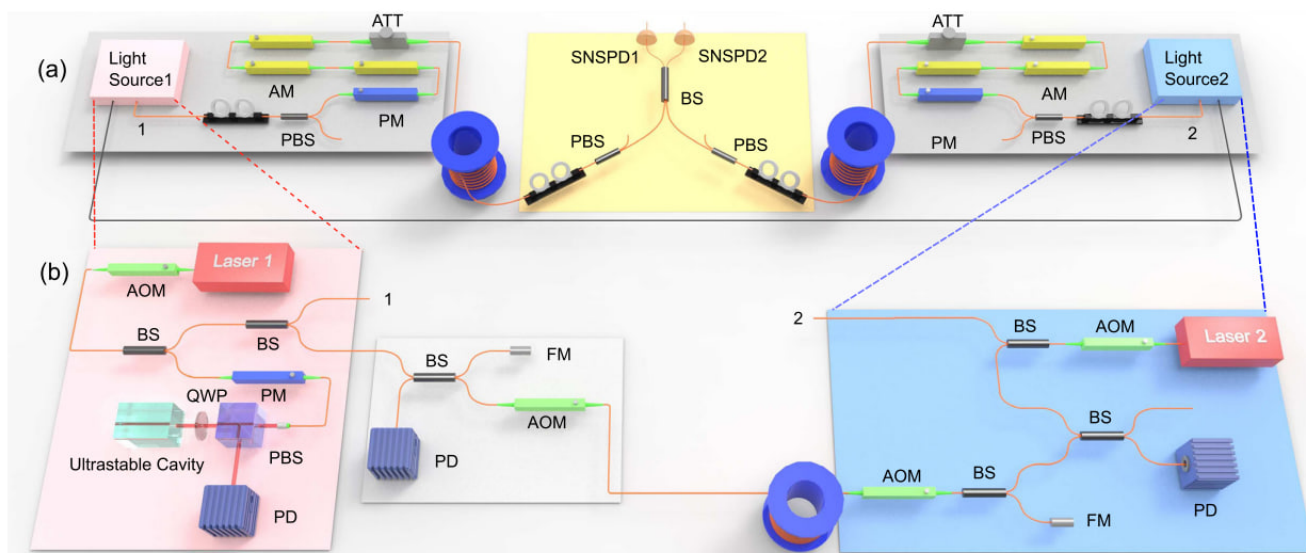 (a)
Light
Source1
1
AM
ATT
PBS
PM
SNSPD1
SNSPD2
BS
PBS
PBS
ATT
AM
PM
PBS
Light
Source2
2
(b)
Laser 1
AOM
BS
BS
1
QWP
PM
Ultrastable Cavity
PBS
PD
BS
FM
AOM
PD
2
BS
AOM
Laser 2
BS
AOM
BS
FM
PD